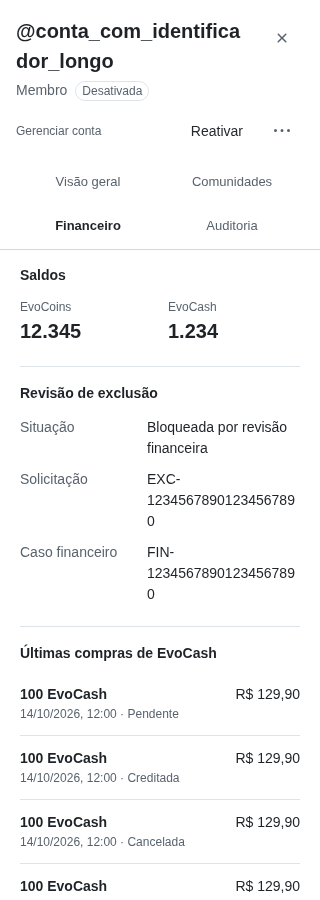 @conta_com_identifica
dor_longo
Membro Desativada
Gerenciar conta Reativar
Visão geral Comunidades
Financeiro Auditoria
Saldos
EvoCoins EvoCash
12.345 1.234
Revisão de exclusão
Situação Bloqueada por revisão
financeira
Solicitação EXC-
1234567890123456789
0
Caso financeiro FIN-
1234567890123456789
0
Últimas compras de EvoCash
100 EvoCash R$ 129,90
14/10/2026, 12:00 · Pendente
100 EvoCash R$ 129,90
14/10/2026, 12:00 · Creditada
100 EvoCash R$ 129,90
14/10/2026, 12:00 · Cancelada
100 EvoCash R$ 129,90